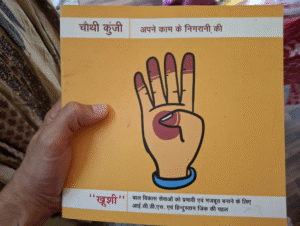 चौथी कुंजी
अपने काम के निगरानी की
"खुशी"
बाल विकास सेवाओं को प्रभावी एवं मजबूत बनाने के लिए
आई.सी.डी.एस. एवं हिन्दुस्तान जिंक की पहल